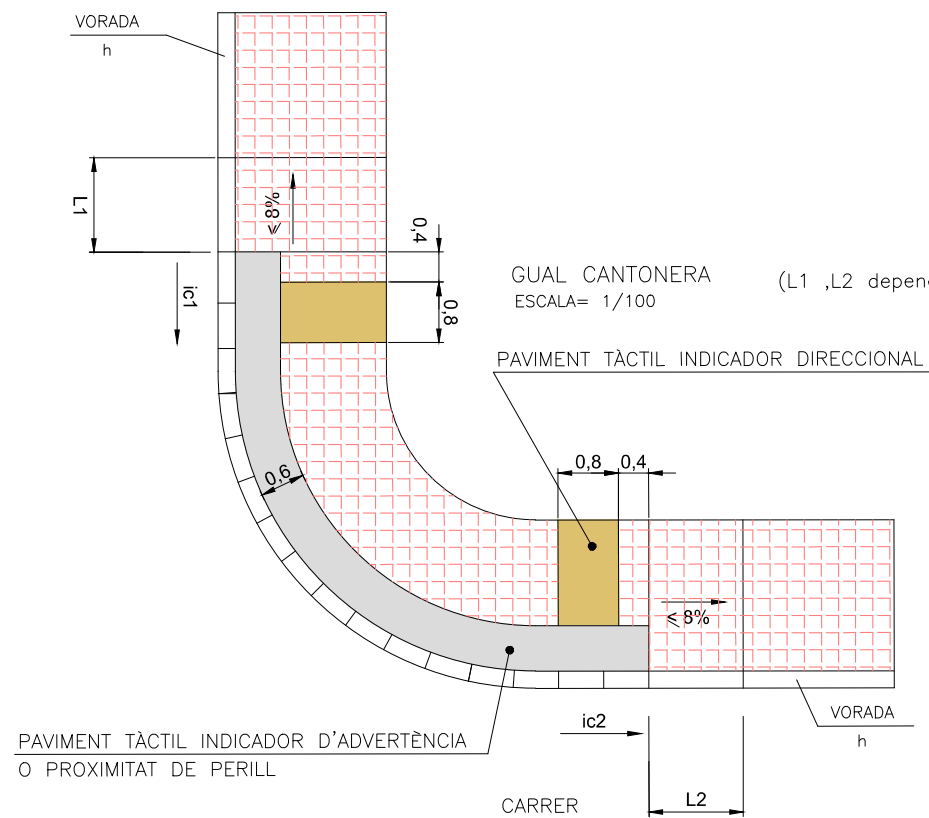 VORADA
h
L1
≤8%
0,4
ic1
0,8
GUAL CANTONERA
(L1 ,L2 depen
ESCALA= 1/100
PAVIMENT TÀCTIL INDICADOR DIRECCIONAL
0,8
0,4
0,6
≤ 8%
ic2
VORADA
h
PAVIMENT TÀCTIL INDICADOR D'ADVERTÈNCIA
O PROXIMITAT DE PERILL
CARRER
L2